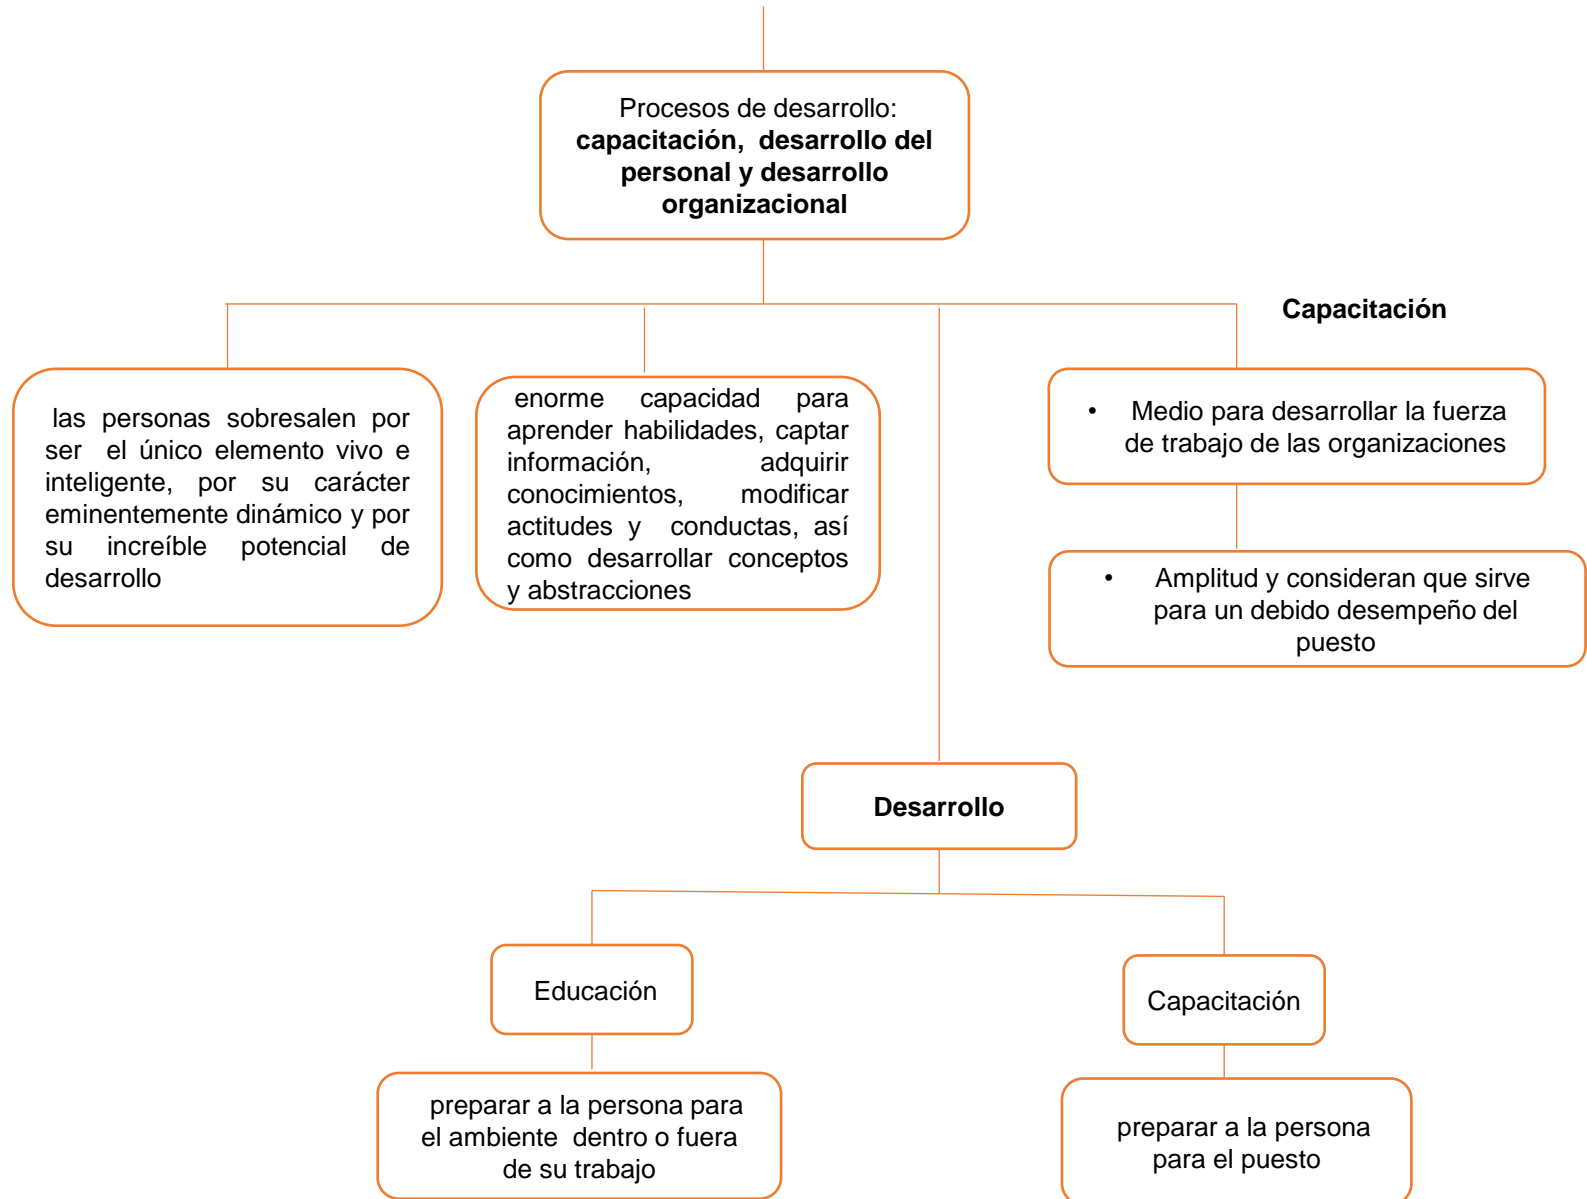 Procesos de desarrollo:
capacitación, desarrollo del
personal y desarrollo
organizacional
Capacitación
las personas sobresalen por
ser el único elemento vivo e
inteligente, por su carácter
eminentemente dinámico y por
su increíble potencial de
desarrollo
enorme capacidad para
aprender habilidades, captar
información, adquirir
conocimientos, modificar
actitudes y conductas, así
como desarrollar conceptos
y abstracciones
• Medio para desarrollar la fuerza
de trabajo de las organizaciones
• Amplitud y consideran que sirve
para un debido desempeño del
puesto
Desarrollo
Educación
Capacitación
preparar a la persona para
el ambiente dentro o fuera
de su trabajo
preparar a la persona
para el puesto